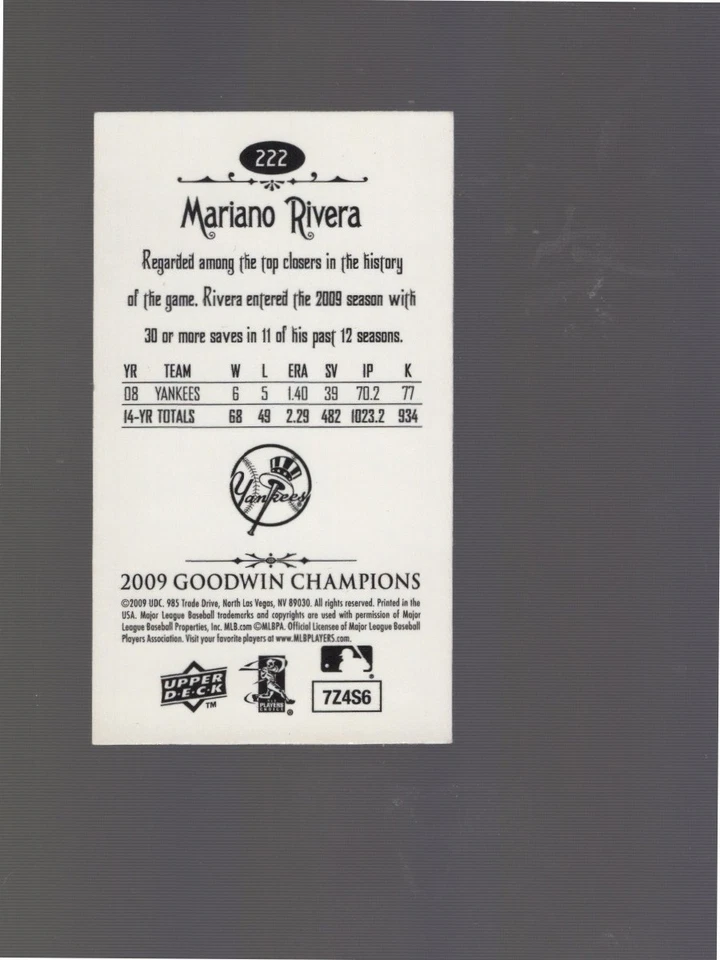 222
Mariano Rivera
Regarded among the top closers in the history
of the game, Rivera entered the 2009 season with
30 or more saves in 11 of his past 12 seasons.
YR TEAM W L ERA SV IP K
08 YANKEES 6 5 1.40 39 70.2 77
14-YR TOTALS 68 49 2.29 482 1023.2 934
Yankees
2009 GOODWIN CHAMPIONS
©2009 UDC. 985 Trade Drive, North Las Vegas, NV 89030. All rights reserved. Printed in the
USA. Major League Baseball trademarks and copyrights are used with permission of Major
League Baseball Properties, Inc. MLB.com ©MLBPA. Official Licensee of Major League Baseball
Players Association. Visit your favorite players at www.MLBPLAYERS.com.
UPPER
D·E·C·K
TM
PLAYERS
CHOICE
®
7Z4S6